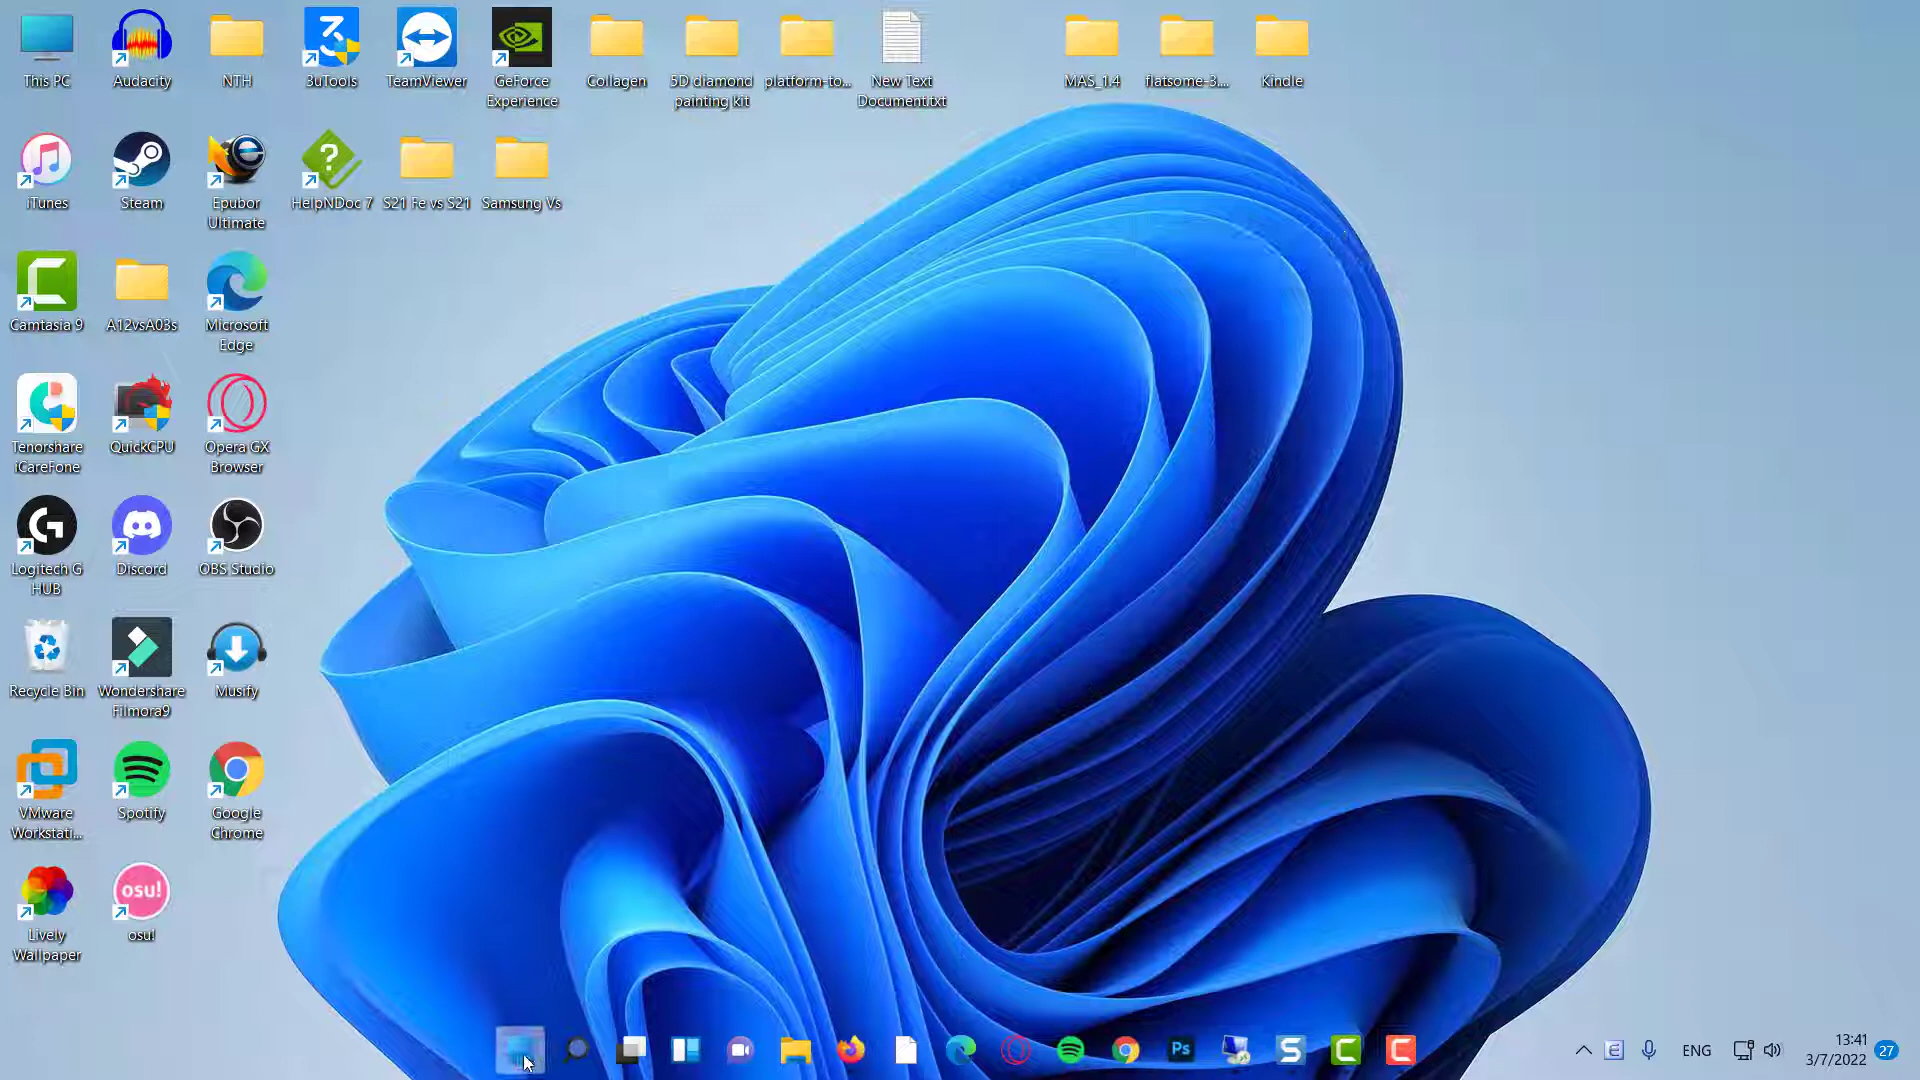 This PC
Audacity
NTH
3uTools
TeamViewer
GeForce
Experience
Collagen
5D diamond
painting kit
platform-to...
New Text
Document.txt
MAS_1.4
flatsome-3....
Kindle
iTunes
Steam
Epubor
Ultimate
HelpNDoc 7
S21 Fe vs S21
Samsung Vs
Camtasia 9
A12vsA03s
Microsoft
Edge
Tenorshare
iCareFone
QuickCPU
Opera GX
Browser
Logitech G
HUB
Discord
OBS Studio
Recycle Bin
Wondershare
Filmora9
Musify
VMware
Workstati...
Spotify
Google
Chrome
osu!
Lively
Wallpaper
osu!
Ps
ENG
13:41
3/7/2022
27